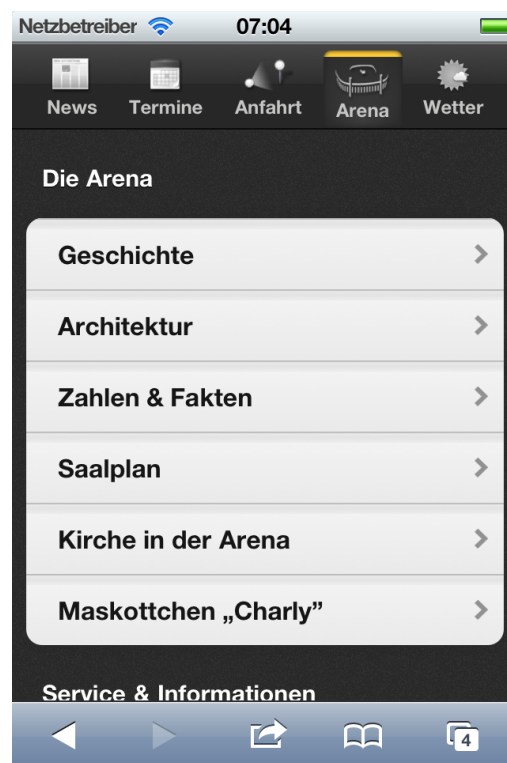 Netzbetreiber 07:04
News Termine Anfahrt Arena Wetter
Die Arena
Geschichte
Architektur
Zahlen & Fakten
Saalplan
Kirche in der Arena
Maskottchen „Charly”
Service & Informationen
4